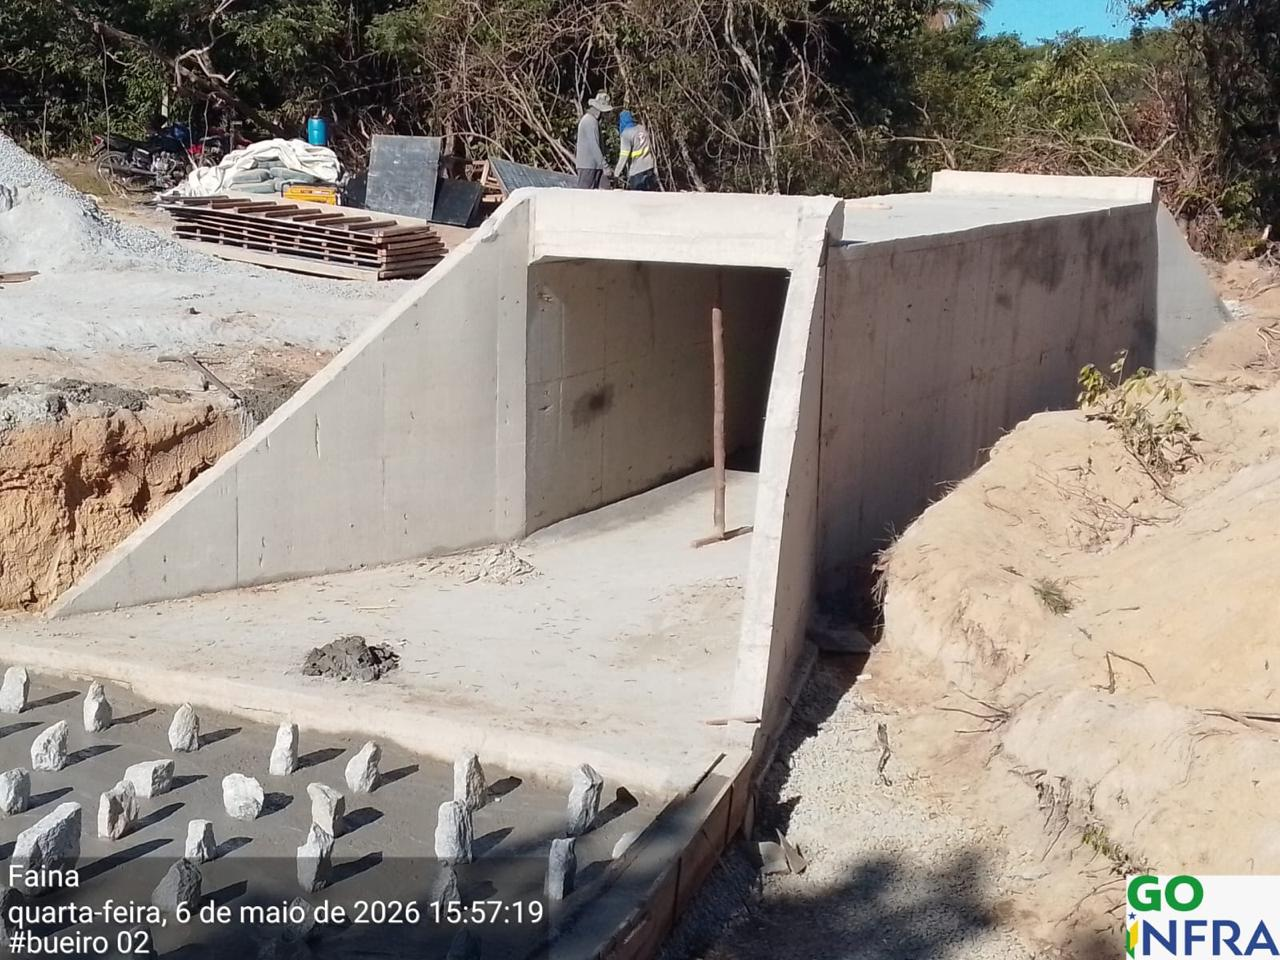 Faina
quarta-feira, 6 de maio de 2026 15:57:19
#bueiro 02
GO
INFRA